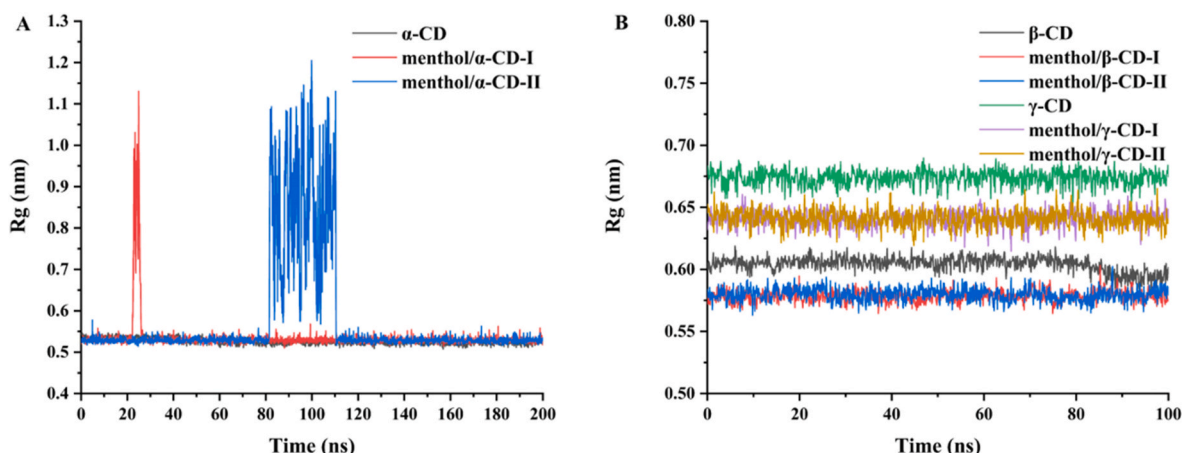 A
α-CD
menthol/α-CD-I
menthol/α-CD-II
Rg (nm)
1.3
1.2
1.1
1.0
0.9
0.8
0.7
0.6
0.5
0.4
0 20 40 60 80 100 120 140 160 180 200
Time (ns)
B
β-CD
menthol/β-CD-I
menthol/β-CD-II
γ-CD
menthol/γ-CD-I
menthol/γ-CD-II
Rg (nm)
0.80
0.75
0.70
0.65
0.60
0.55
0.50
0 20 40 60 80 100
Time (ns)